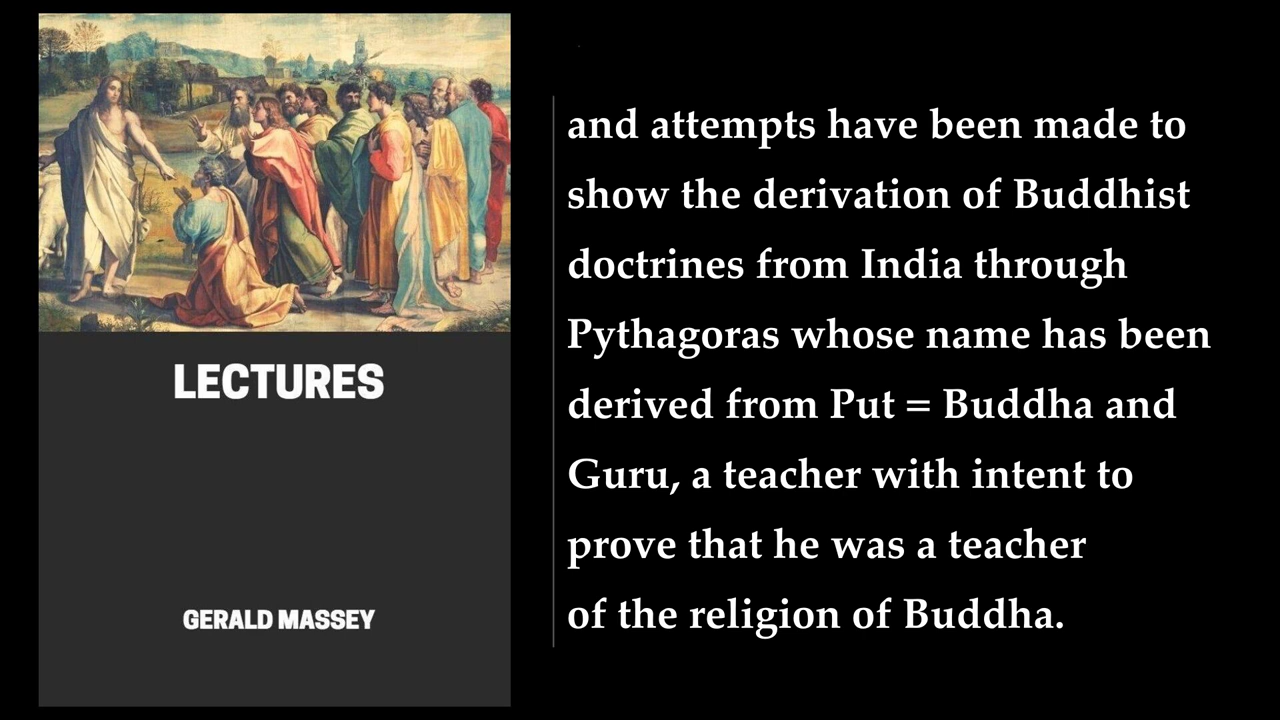 LECTURES
GERALD MASSEY
and attempts have been made to
show the derivation of Buddhist
doctrines from India through
Pythagoras whose name has been
derived from Put = Buddha and
Guru, a teacher with intent to
prove that he was a teacher
of the religion of Buddha.